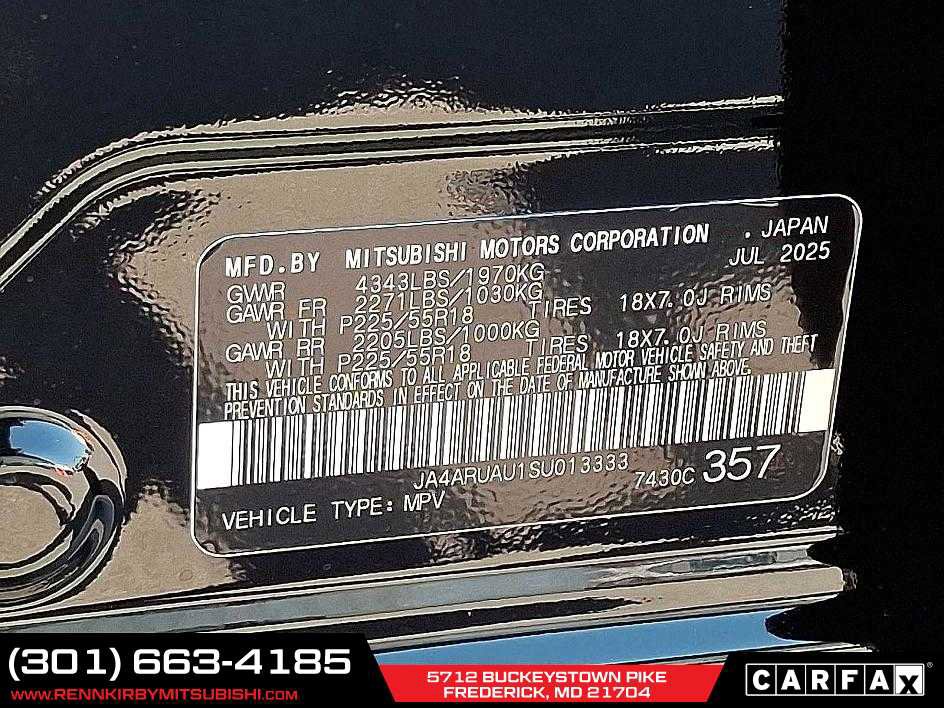 MFD.BY MITSUBISHI MOTORS CORPORATION . JAPAN
GVWR 4343LBS/1970KG JUL 2025
GAWR FR 2271LBS/1030KG
WITH P225/55R18 TIRES 18X7.0J RIMS
GAWR RR 2205LBS/1000KG
WITH P225/55R18 TIRES 18X7.0J RIMS
THIS VEHICLE CONFORMS TO ALL APPLICABLE FEDERAL MOTOR VEHICLE SAFETY AND THEFT
PREVENTION STANDARDS IN EFFECT ON THE DATE OF MANUFACTURE SHOWN ABOVE.
JA4ARUAU1SU013333
7430C 357
VEHICLE TYPE: MPV
(301) 663-4185
WWW.RENNKIRBYMITSUBISHI.COM
5712 BUCKEYSTOWN PIKE
FREDERICK, MD 21704
CARFAX